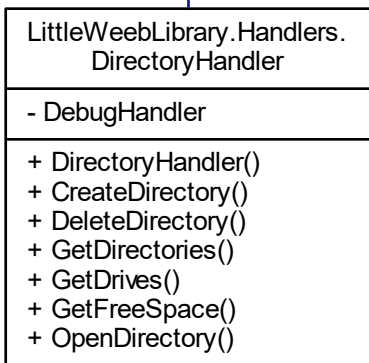 LittleWeebLibrary.Handlers.
DirectoryHandler
- DebugHandler
+ DirectoryHandler()
+ CreateDirectory()
+ DeleteDirectory()
+ GetDirectories()
+ GetDrives()
+ GetFreeSpace()
+ OpenDirectory()